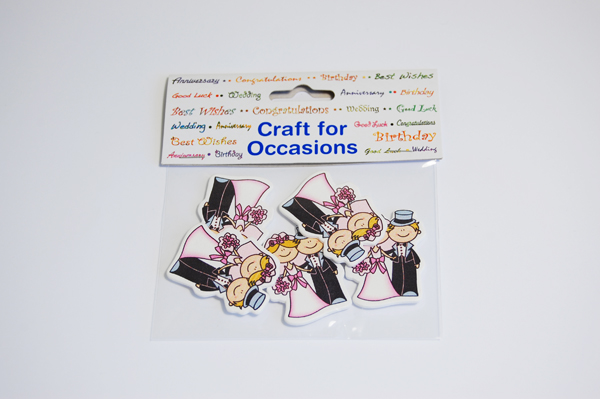 Anniversary •• Congratulations •• Birthday •• Best Wishes
Good Luck •• Wedding Anniversary •• Birthday
Best Wishes •• Congratulations •• Wedding •• Good Luck
Wedding • Anniversary Good Luck • Congratulations
Craft for
Occasions
Best Wishes Birthday
Anniversary • Birthday Good Luck Wedding